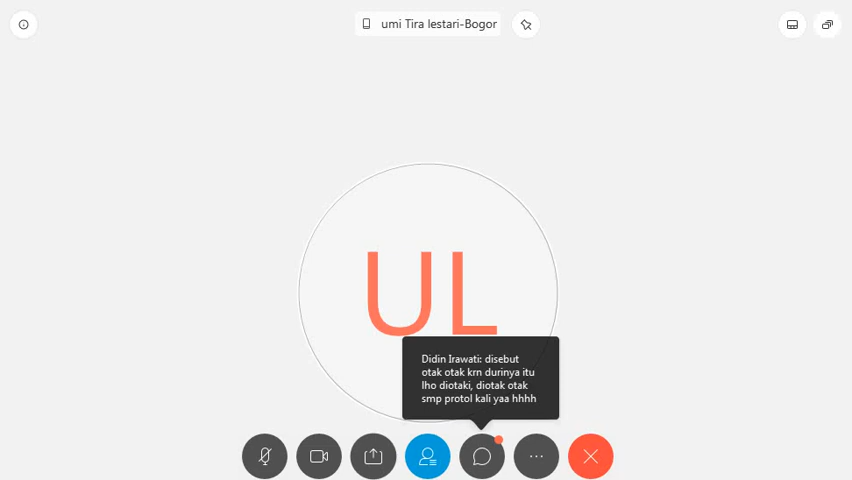 umi Tira lestari-Bogor
UL
Didin Irawati: disebut
otak otak krn durinya itu
lho diotaki, diotak otak
smp protol kali yaa hhhh